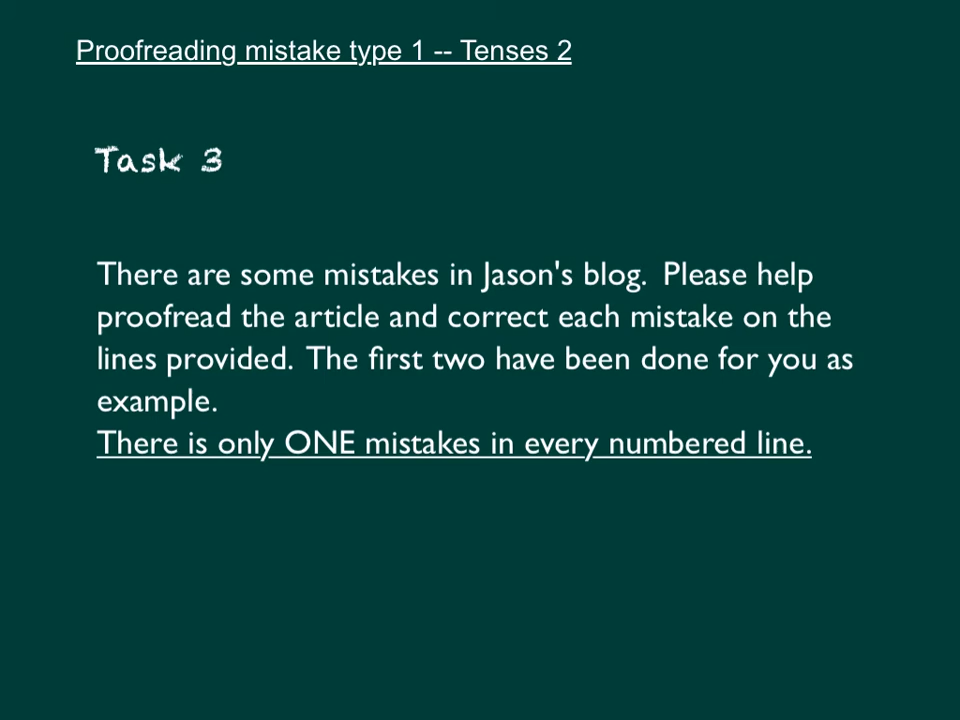 Proofreading mistake type 1 -- Tenses 2
Task 3
There are some mistakes in Jason's blog.  Please help
proofread the article and correct each mistake on the
lines provided.  The first two have been done for you as
example.
There is only ONE mistakes in every numbered line.